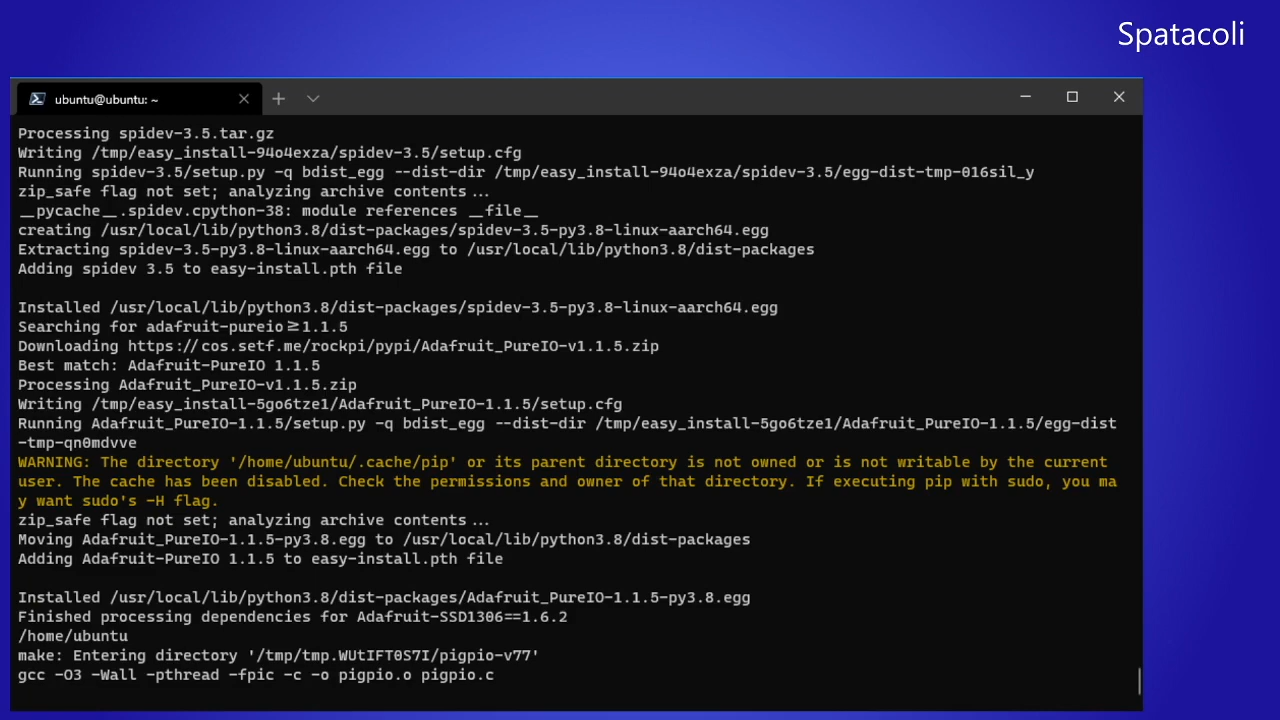 Spatacoli
ubuntu@ubuntu: ~
Processing spidev-3.5.tar.gz
Writing /tmp/easy_install-94o4exza/spidev-3.5/setup.cfg
Running spidev-3.5/setup.py -q bdist_egg --dist-dir /tmp/easy_install-94o4exza/spidev-3.5/egg-dist-tmp-016sil_y
zip_safe flag not set; analyzing archive contents...
__pycache__.spidev.cpython-38: module references __file__
creating /usr/local/lib/python3.8/dist-packages/spidev-3.5-py3.8-linux-aarch64.egg
Extracting spidev-3.5-py3.8-linux-aarch64.egg to /usr/local/lib/python3.8/dist-packages
Adding spidev 3.5 to easy-install.pth file
Installed /usr/local/lib/python3.8/dist-packages/spidev-3.5-py3.8-linux-aarch64.egg
Searching for adafruit-pureio≥1.1.5
Downloading https://cos.setf.me/rockpi/pypi/Adafruit_PureIO-v1.1.5.zip
Best match: Adafruit-PureIO 1.1.5
Processing Adafruit_PureIO-v1.1.5.zip
Writing /tmp/easy_install-5go6tze1/Adafruit_PureIO-1.1.5/setup.cfg
Running Adafruit_PureIO-1.1.5/setup.py -q bdist_egg --dist-dir /tmp/easy_install-5go6tze1/Adafruit_PureIO-1.1.5/egg-dist
-tmp-qn0mdvve
WARNING: The directory '/home/ubuntu/.cache/pip' or its parent directory is not owned or is not writable by the current
user. The cache has been disabled. Check the permissions and owner of that directory. If executing pip with sudo, you ma
y want sudo's -H flag.
zip_safe flag not set; analyzing archive contents...
Moving Adafruit_PureIO-1.1.5-py3.8.egg to /usr/local/lib/python3.8/dist-packages
Adding Adafruit-PureIO 1.1.5 to easy-install.pth file
Installed /usr/local/lib/python3.8/dist-packages/Adafruit_PureIO-1.1.5-py3.8.egg
Finished processing dependencies for Adafruit-SSD1306==1.6.2
/home/ubuntu
make: Entering directory '/tmp/tmp.WUtIFT0S7I/pigpio-v77'
gcc -O3 -Wall -pthread -fpic -c -o pigpio.o pigpio.c